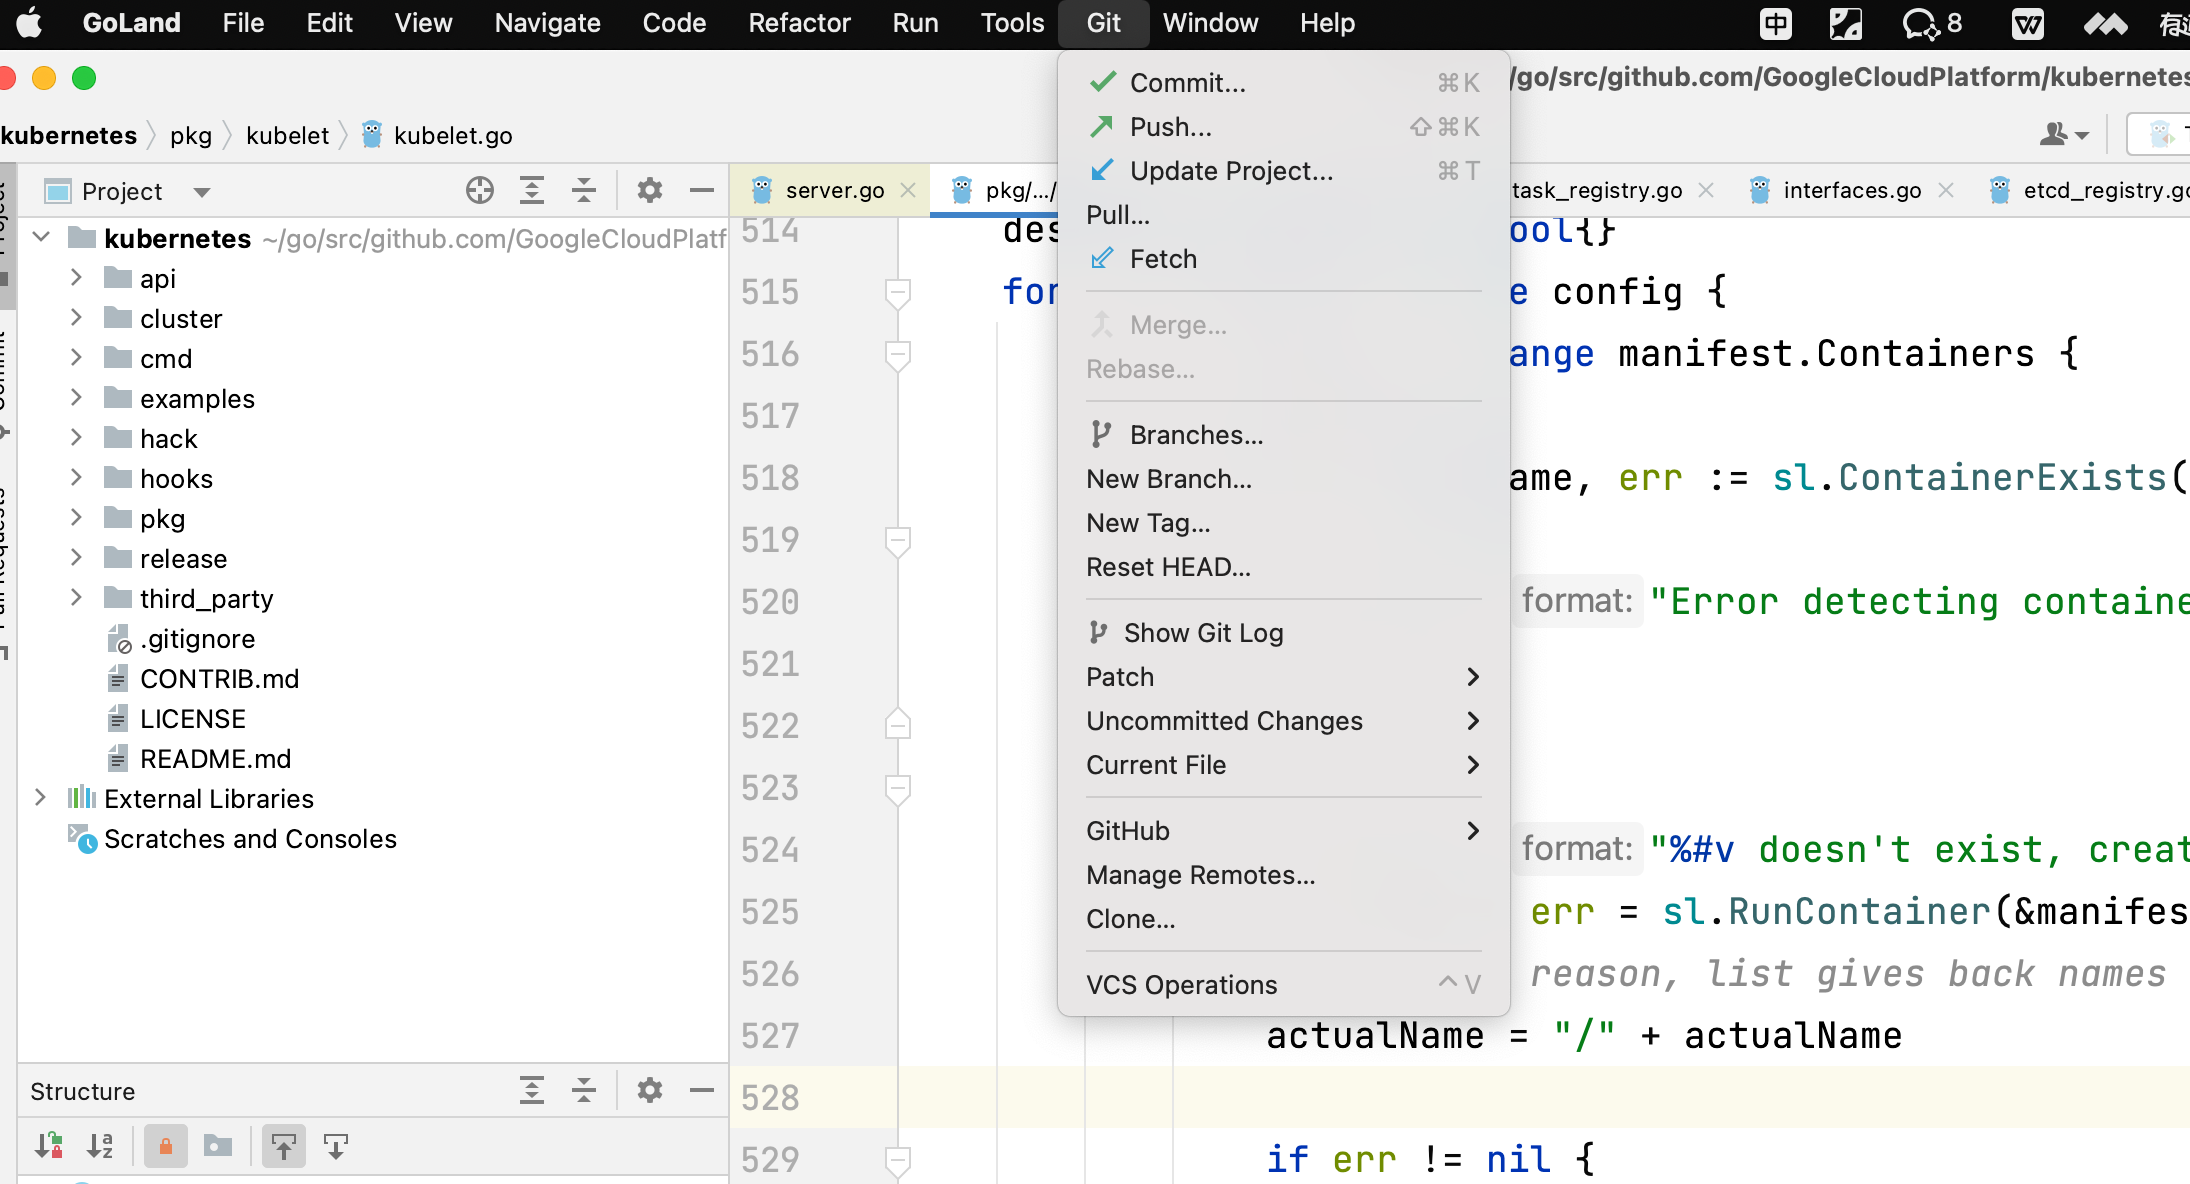 GoLand File Edit View Navigate Code Refactor Run Tools Git Window Help 中 8 W
/go/src/github.com/GoogleCloudPlatform/kubernetes
kubernetes pkg kubelet kubelet.go
Project
server.go pkg/.../ task_registry.go interfaces.go etcd_registry.go
kubernetes ~/go/src/github.com/GoogleCloudPlatf
api
cluster
cmd
examples
hack
hooks
pkg
release
third_party
.gitignore
CONTRIB.md
LICENSE
README.md
External Libraries
Scratches and Consoles
Structure
Commit
Pull Requests
Commit... ⌘K
Push... ⇧⌘K
Update Project... ⌘T
Pull...
Fetch
Merge...
Rebase...
Branches...
New Branch...
New Tag...
Reset HEAD...
Show Git Log
Patch
Uncommitted Changes
Current File
GitHub
Manage Remotes...
Clone...
VCS Operations ^V
514 des ool{}
515 for e config {
516 ange manifest.Containers {
517
518 ame, err := sl.ContainerExists(
519
520 format: "Error detecting containe
521
522
523
524 format: "%#v doesn't exist, creat
525 err = sl.RunContainer(&manifes
526 reason, list gives back names
527 actualName = "/" + actualName
528
529 if err != nil {